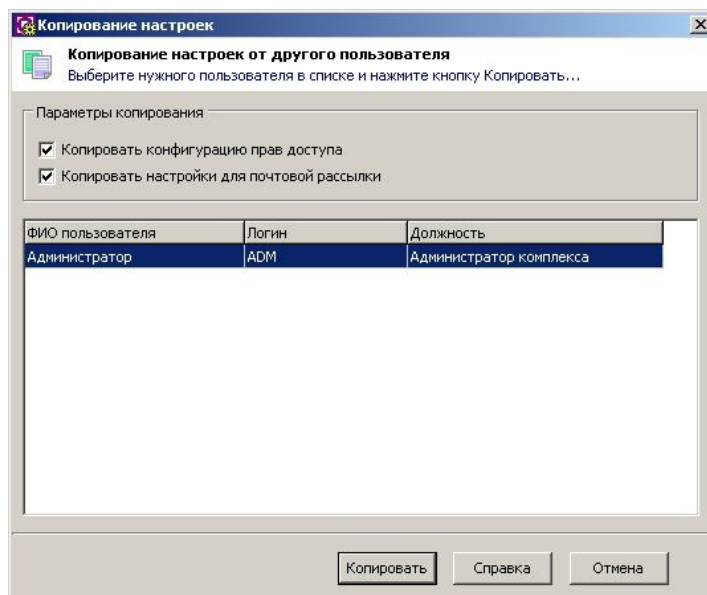 Копирование настроек
Копирование настроек от другого пользователя
Выберите нужного пользователя в списке и нажмите кнопку Копировать...
Параметры копирования
Копировать конфигурацию прав доступа
Копировать настройки для почтовой рассылки
ФИО пользователя Логин Должность
Администратор ADM Администратор комплекса
Копировать Справка Отмена